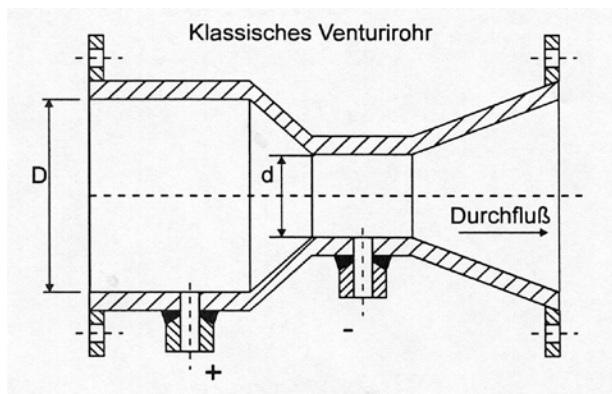 Klassisches Venturirohr
D
d
Durchfluß
-
+